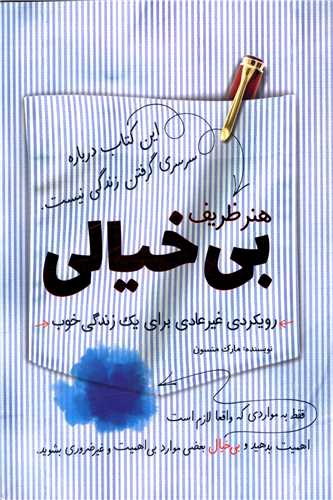 این کتاب درباره
سرسری گرفتن زندگی نیست.
هنر ظریف
بی‌خیالی
رویکردی غیرعادی برای یک زندگی خوب
نویسنده: مارک منسون
فقط به مواردی که واقعا لازم است
اهمیت بدهید و بی‌خیال بعضی موارد بی‌اهمیت و غیرضروری بشوید.